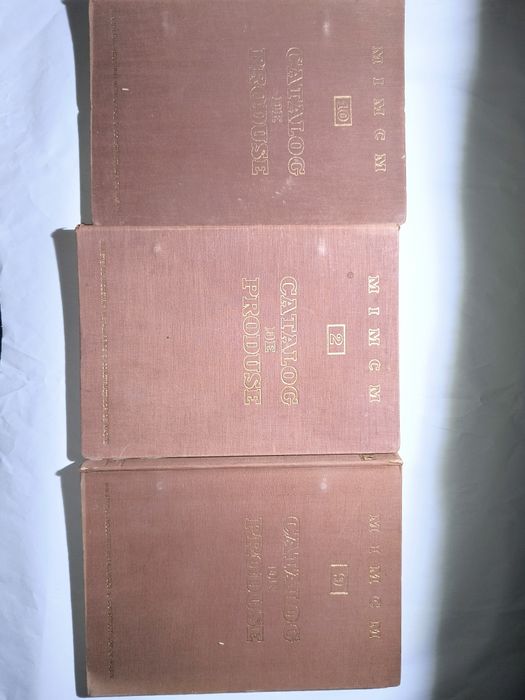 M I M C M
10
CATALOG
DE
PRODUSE
M I M C M
2
CATALOG
DE
PRODUSE
M I M C M
9
CATALOG
DE
PRODUSE